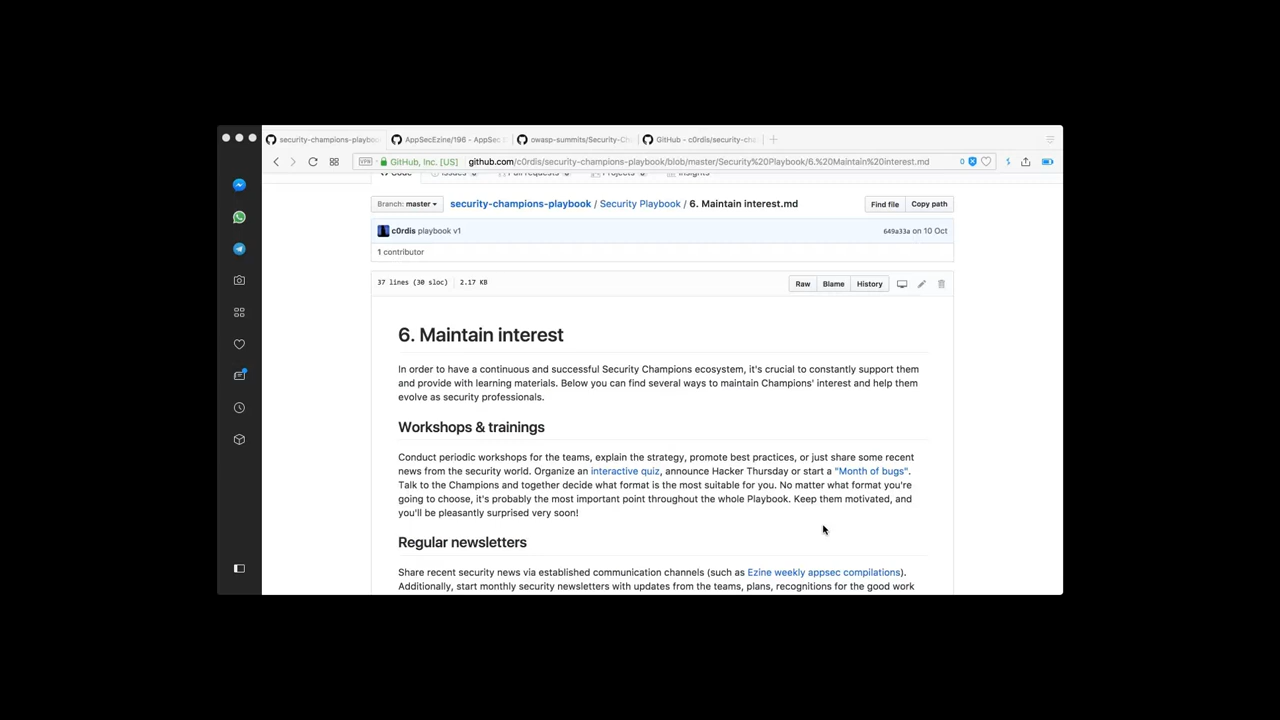 security-champions-playbo
AppSecEzine/196 - AppSec
owasp-summits/Security-Ch
GitHub - c0rdis/security-cha
VPN
GitHub, Inc. [US]
github.com/c0rdis/security-champions-playbook/blob/master/Security%20Playbook/6.%20Maintain%20interest.md
0
Code
Issues
Pull requests
Projects
Insights
Branch: master
security-champions-playbook / Security Playbook / 6. Maintain interest.md
Find file
Copy path
c0rdis playbook v1
649a33a on 10 Oct
1 contributor
37 lines (30 sloc)
2.17 KB
Raw
Blame
History
6. Maintain interest
In order to have a continuous and successful Security Champions ecosystem, it's crucial to constantly support them
and provide with learning materials. Below you can find several ways to maintain Champions' interest and help them
evolve as security professionals.
Workshops & trainings
Conduct periodic workshops for the teams, explain the strategy, promote best practices, or just share some recent
news from the security world. Organize an interactive quiz, announce Hacker Thursday or start a "Month of bugs".
Talk to the Champions and together decide what format is the most suitable for you. No matter what format you're
going to choose, it's probably the most important point throughout the whole Playbook. Keep them motivated, and
you'll be pleasantly surprised very soon!
Regular newsletters
Share recent security news via established communication channels (such as Ezine weekly appsec compilations).
Additionally, start monthly security newsletters with updates from the teams, plans, recognitions for the good work